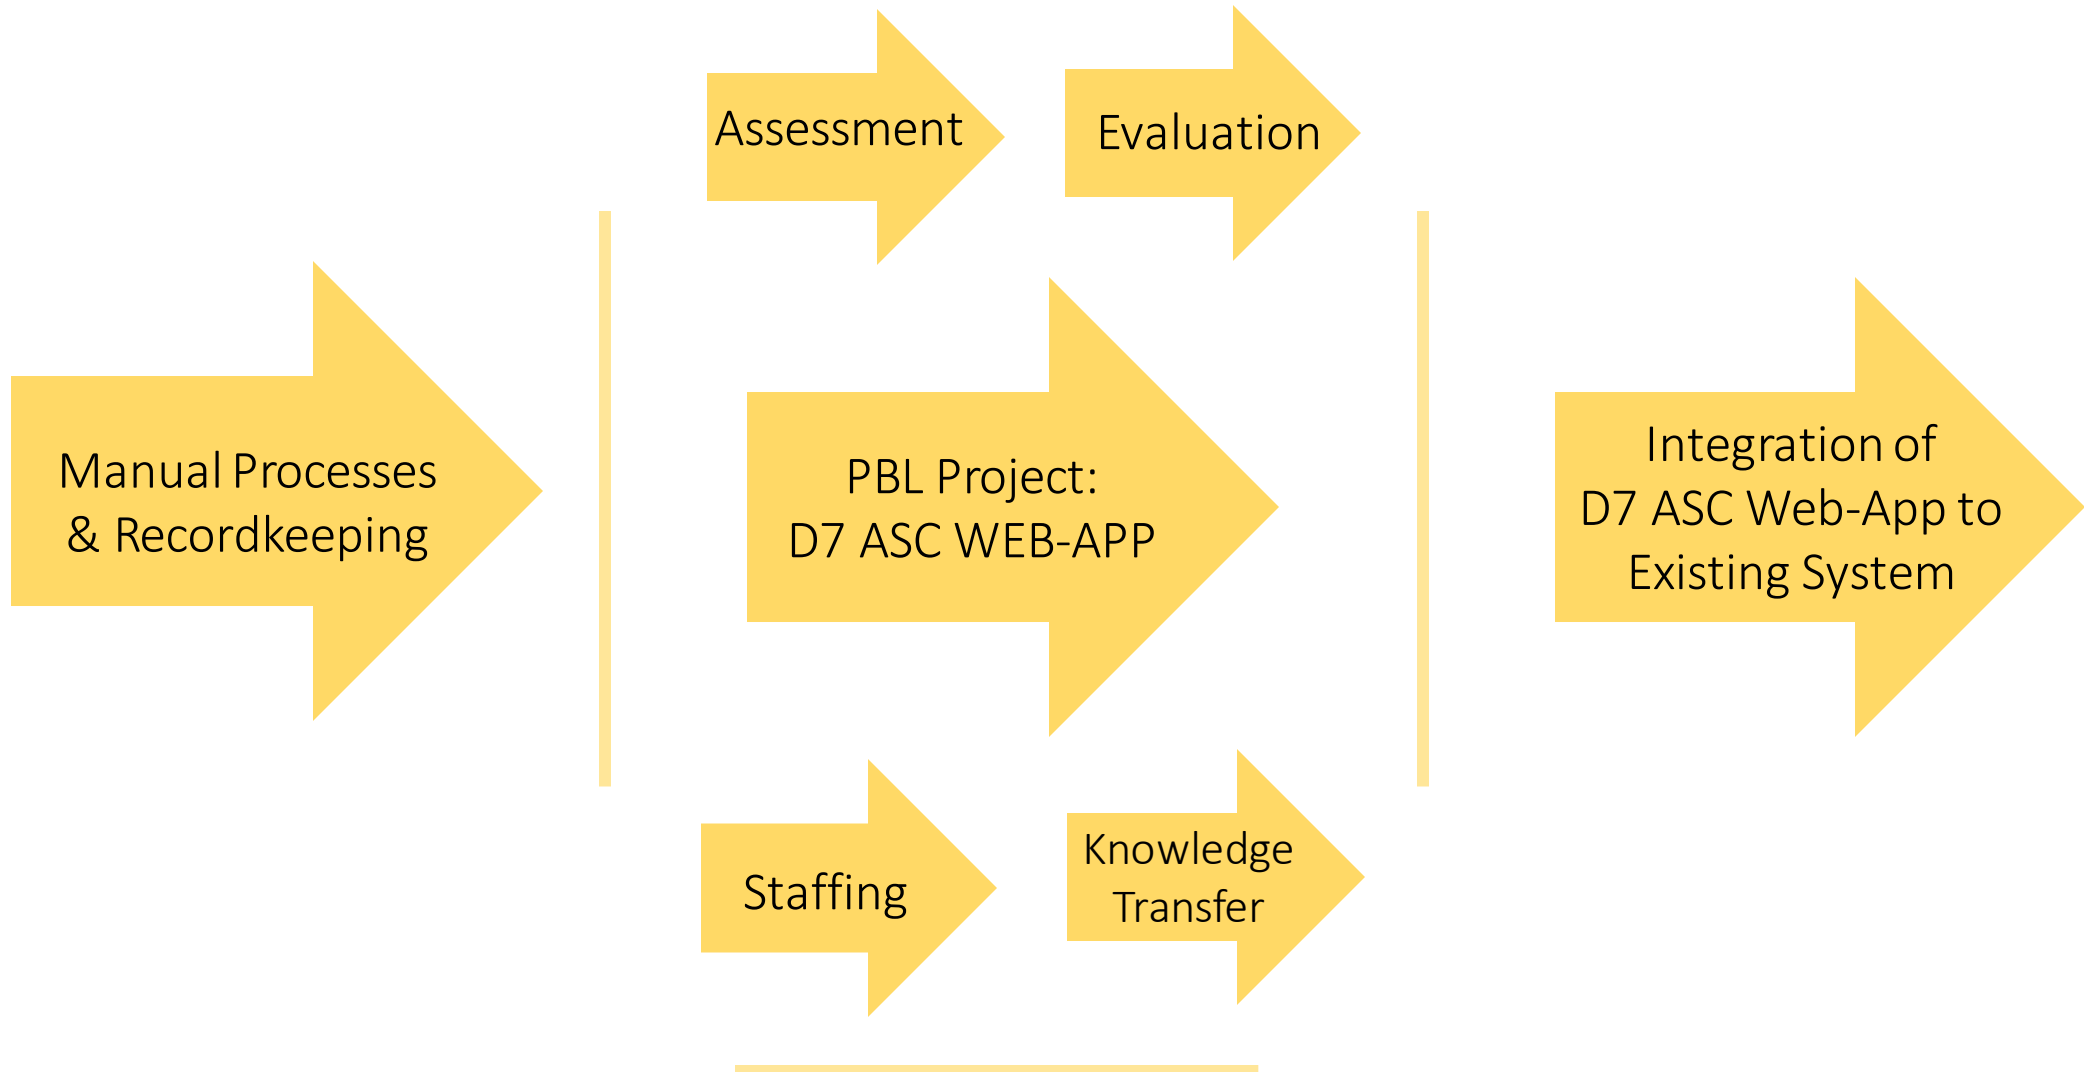 Assessment
Evaluation
Manual Processes
& Recordkeeping
PBL Project:
D7 ASC WEB-APP
Integration of
D7 ASC Web-App to
Existing System
Staffing
Knowledge
Transfer